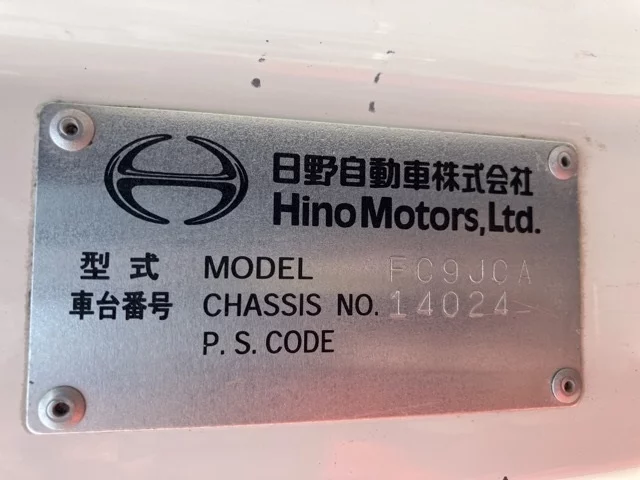 日野自動車株式会社
Hino Motors, Ltd.
型式 MODEL FC9JCA
車台番号 CHASSIS NO. 14024
P. S. CODE